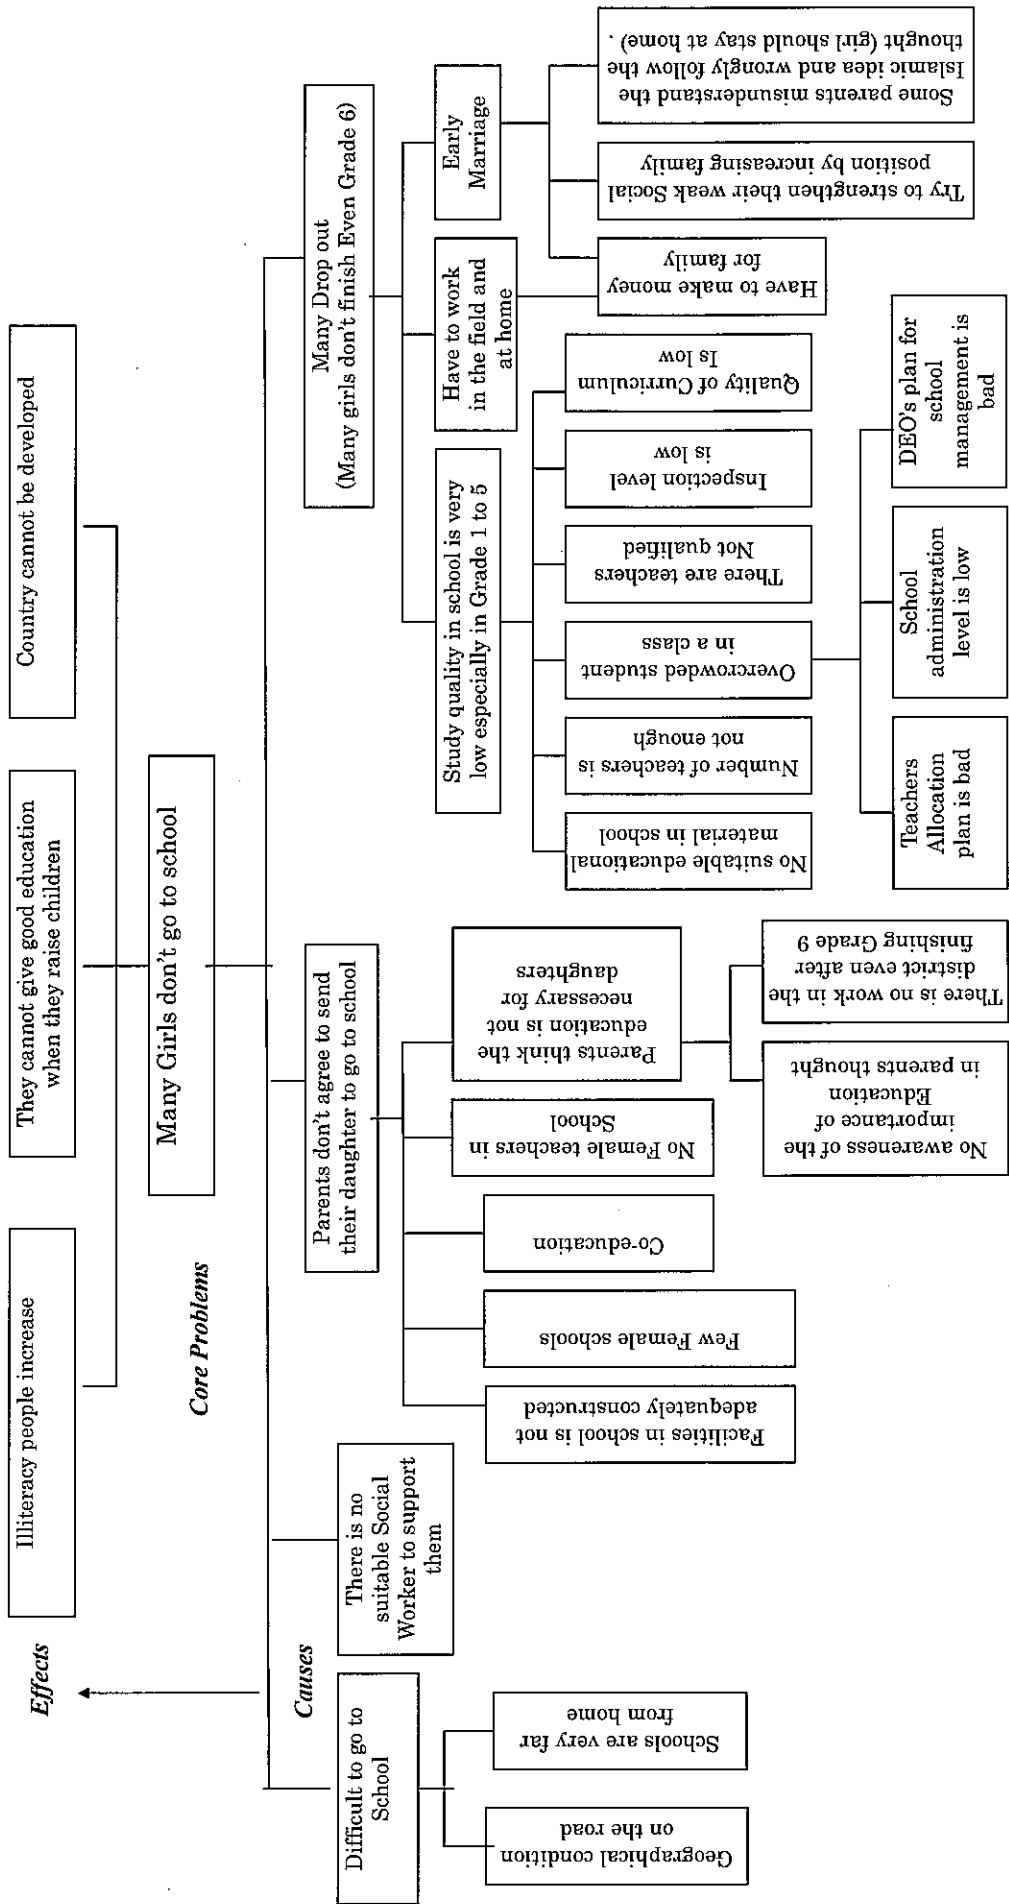 Effects
Illiteracy people increase
They cannot give good education
when they raise children
Country cannot be developed
Core Problems
Many Girls don't go to school
Causes
Difficult to go to
School
There is no
suitable Social
Worker to support
them
Parents don't agree to send
their daughter to go to school
Many Drop out
(Many girls don't finish Even Grade 6)
Geographical condition
on the road
Schools are very far
from home
Facilities in school is not
adequately constructed
Few Female schools
Co-education
No Female teachers in
School
Parents think the
education is not
necessary for
daughters
No awareness of the
importance of
Education
in parents thought
There is no work in the
district even after
finishing Grade 9
Study quality in school is very
low especially in Grade 1 to 5
Have to work
in the field and
at home
Early
Marriage
No suitable educational
material in school
Number of teachers is
not enough
Overcrowded student
in a class
There are teachers
Not qualified
Inspection level
is low
Quality of Curriculum
Is low
Have to make money
for family
Try to strengthen their weak Social
position by increasing family
Some parents misunderstand the
Islamic idea and wrongly follow the
thought (girl should stay at home) .
Teachers
Allocation
plan is bad
School
administration
level is low
DEO's plan for
school
management is
bad